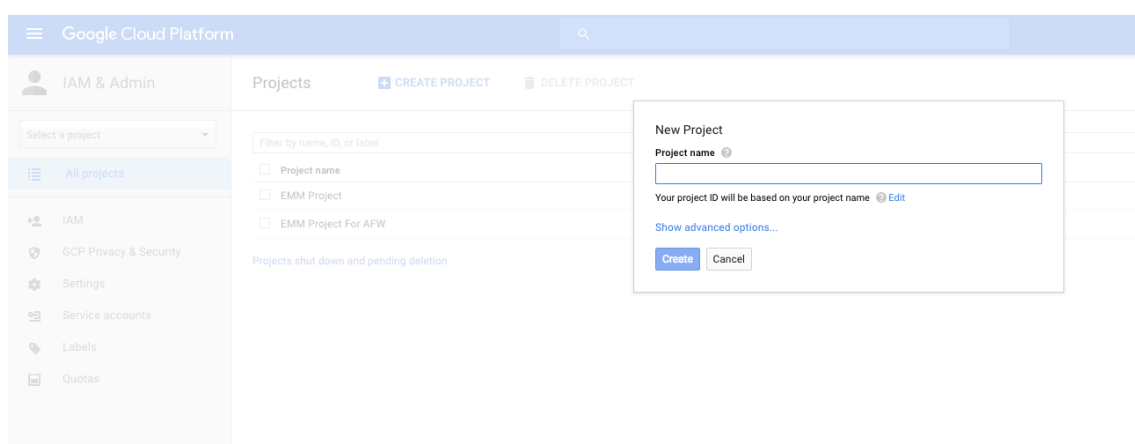 Google Cloud Platform
IAM & Admin
Projects
CREATE PROJECT
DELETE PROJECT
Select a project
All projects
IAM
GCP Privacy & Security
Settings
Service accounts
Labels
Quotas
Filter by name, ID, or label
Project name
EMM Project
EMM Project For AFW
Projects shut down and pending deletion
New Project
Project name
Your project ID will be based on your project name Edit
Show advanced options...
Create Cancel